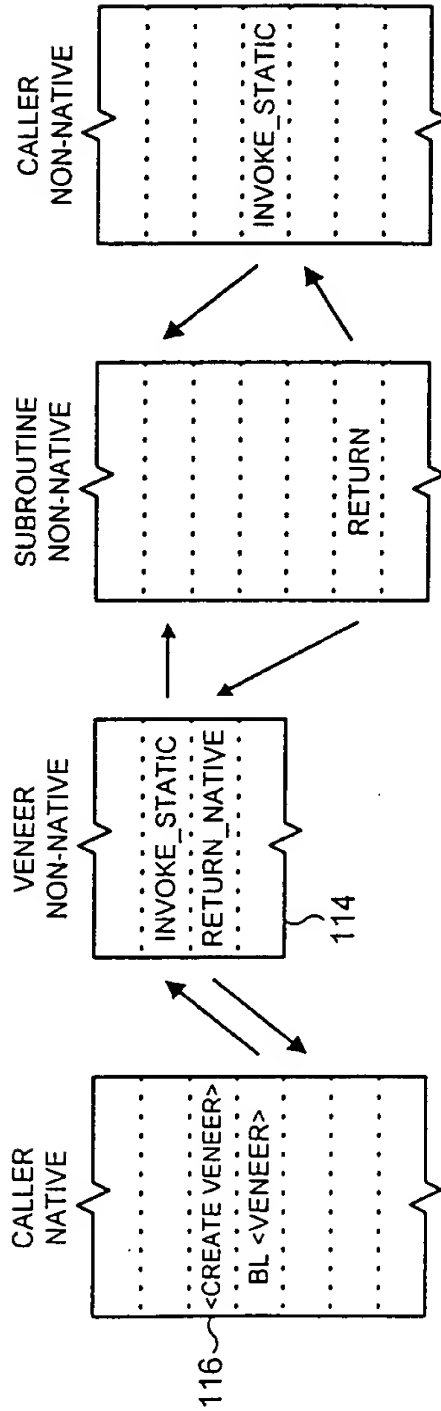 CALLER
NATIVE
<CREATE VENEER>
BL <VENEER>
116
VENEER
NON-NATIVE
INVOKE_STATIC
RETURN_NATIVE
114
SUBROUTINE
NON-NATIVE
RETURN
CALLER
NON-NATIVE
INVOKE_STATIC